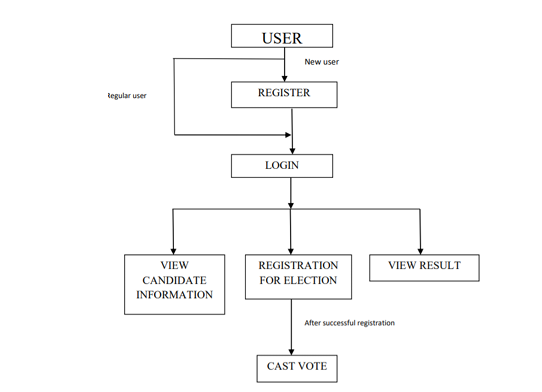 USER
New user
Regular user
REGISTER
LOGIN
VIEW
CANDIDATE
INFORMATION
REGISTRATION
FOR ELECTION
VIEW RESULT
After successful registration
CAST VOTE